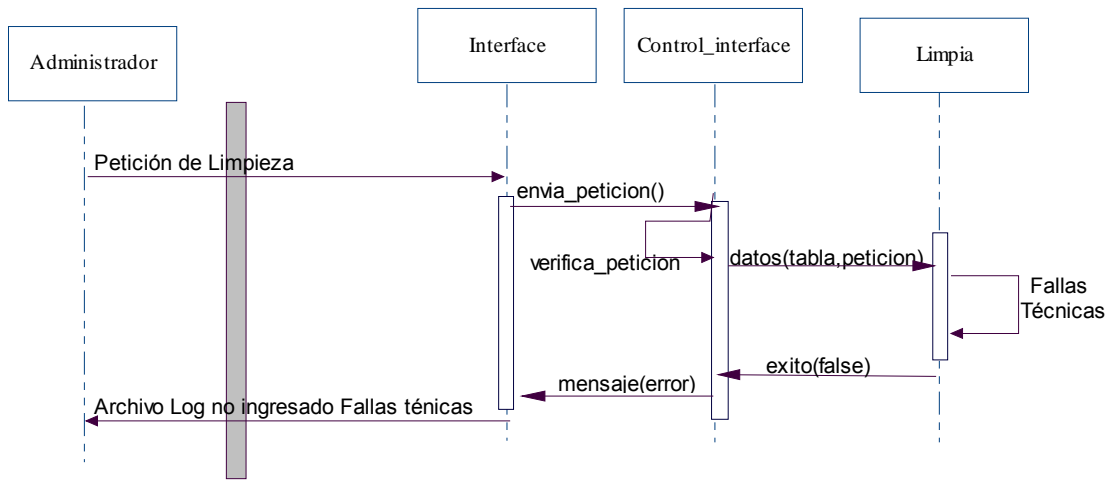 Administrador
Interface
Control_interface
Limpia
Petición de Limpieza
envia_peticion()
verifica_peticion
datos(tabla,peticion)
Fallas
Técnicas
exito(false)
mensaje(error)
Archivo Log no ingresado Fallas ténicas